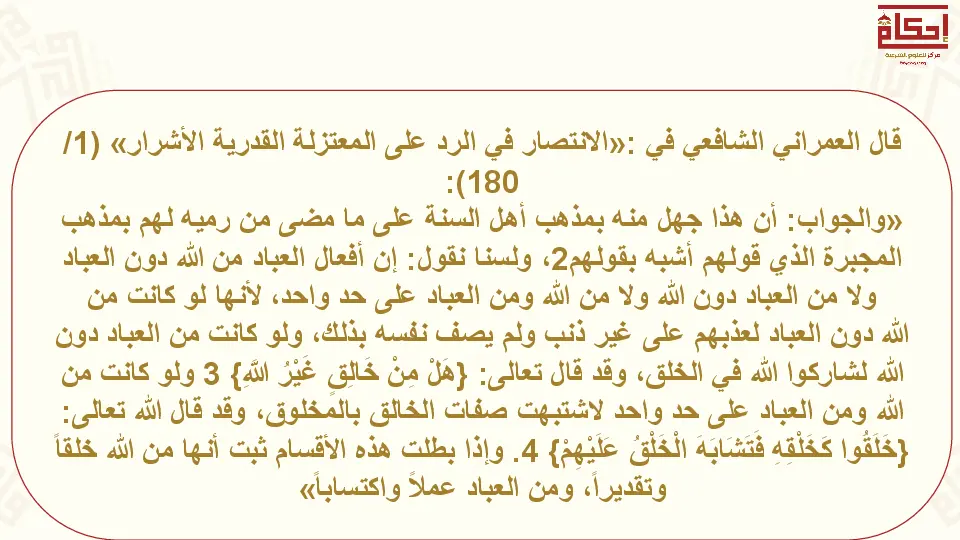 إحكام
مركز للعلوم الشرعية
قال العمراني الشافعي في :«الانتصار في الرد على المعتزلة القدرية الأشرار» (1/
180):
«والجواب: أن هذا جهل منه بمذهب أهل السنة على ما مضى من رميه لهم بمذهب
المجبرة الذي قولهم أشبه بقولهم2، ولسنا نقول: إن أفعال العباد من الله دون العباد
ولا من العباد دون الله ولا من الله ومن العباد على حد واحد، لأنها لو كانت من
الله دون العباد لعذبهم على غير ذنب ولم يصف نفسه بذلك، ولو كانت من العباد دون
الله لشاركوا الله في الخلق، وقد قال تعالى: {هَلْ مِنْ خَالِقٍ غَيْرُ اللَّهِ} 3 ولو كانت من
الله ومن العباد على حد واحد لاشتبهت صفات الخالق بالمخلوق، وقد قال الله تعالى:
{خَلَقُوا كَخَلْقِهِ فَتَشَابَهَ الْخَلْقُ عَلَيْهِمْ} 4. وإذا بطلت هذه الأقسام ثبت أنها من الله خلقاً
وتقديراً، ومن العباد عملاً واكتساباً»